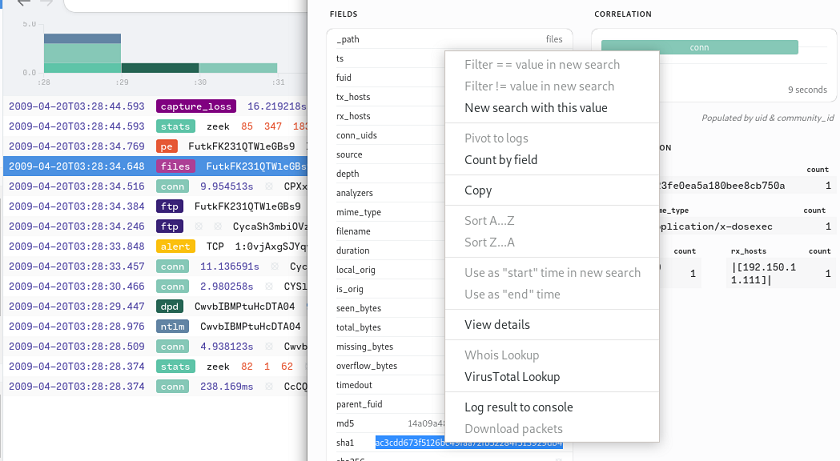 5.0
0.0
:28
:29
:30
:31
2009-04-20T03:28:44.593 capture_loss 16.219218s
2009-04-20T03:28:44.593 stats zeek 85 347 183
2009-04-20T03:28:34.769 pe FutkFK231QTWleGBs9
2009-04-20T03:28:34.648 files FutkFK231QTWleGBs
2009-04-20T03:28:34.516 conn 9.954513s CPXx
2009-04-20T03:28:34.384 ftp FutkFK231QTWleGBs9
2009-04-20T03:28:34.246 ftp CycaSh3mbiOVz
2009-04-20T03:28:33.848 alert TCP 1:0vjAxgSJYq
2009-04-20T03:28:33.457 conn 11.136591s Cyc
2009-04-20T03:28:30.466 conn 2.980258s CYSl
2009-04-20T03:28:29.447 dpd CwvbIBMPtuHcDTA04
2009-04-20T03:28:28.976 ntlm CwvbIBMPtuHcDTA04
2009-04-20T03:28:28.509 conn 4.938123s Cwvb
2009-04-20T03:28:28.374 stats zeek 82 1 62
2009-04-20T03:28:28.374 conn 238.169ms CcCQ
FIELDS
_path files
ts
fuid
tx_hosts
rx_hosts
conn_uids
source
depth
analyzers
mime_type
filename
duration
local_orig
is_orig
seen_bytes
total_bytes
missing_bytes
overflow_bytes
timeout
parent_fuid
md5 14a09a48
sha1
Filter == value in new search
Filter != value in new search
New search with this value
Pivot to logs
Count by field
Copy
Sort A...Z
Sort Z...A
Use as "start" time in new search
Use as "end" time
View details
Whois Lookup
VirusTotal Lookup
Log result to console
Download packets
CORRELATION
conn
9 seconds
Populated by uid & community_id
ON
count
3fe0ea5a180bee8cb750a 1
me_type count
plication/x-dosexec 1
count
1
rx_hosts count
|[192.150.1
1.111]| 1